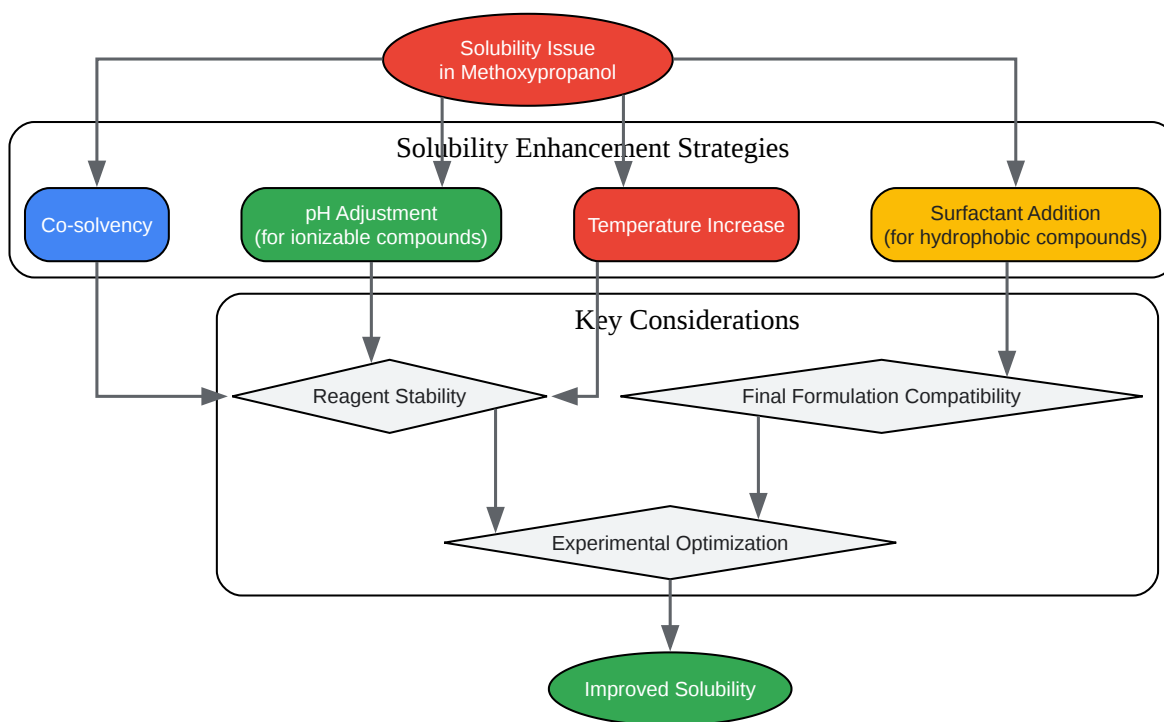 Solubility Issue
in Methoxypropanol
Solubility Enhancement Strategies
Co-solvency
pH Adjustment
(for ionizable compounds)
Temperature Increase
Surfactant Addition
(for hydrophobic compounds)
Key Considerations
Reagent Stability
Final Formulation Compatibility
Experimental Optimization
Improved Solubility